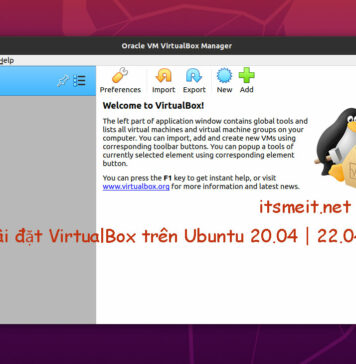 Oracle VM VirtualBox Manager
Help
Preferences Import Export New Add
Welcome to VirtualBox!
The left part of application window contains global tools and
lists all virtual machines and virtual machine groups on your
computer. You can import, add and create new VMs using
corresponding toolbar buttons. You can popup a tools of
currently selected element using corresponding element
button.
You can press the F1 key to get instant help, or visit
www.virtualbox.org for more information and latest news.
itsmeit.net
ài đặt VirtualBox trên Ubuntu 20.04 | 22.04